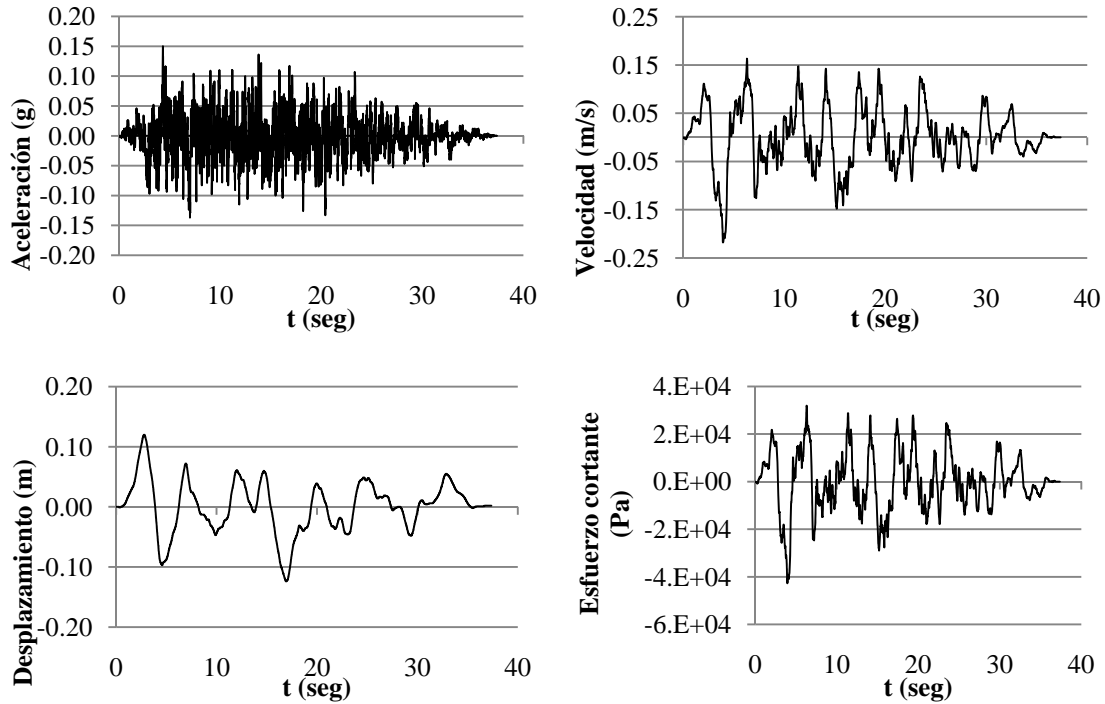 Aceleración (g)
0.20
0.15
0.10
0.05
0.00
-0.05
-0.10
-0.15
-0.20
0 10 20 30 40
t (seg)
Velocidad (m/s)
0.25
0.15
0.05
-0.05
-0.15
-0.25
0 10 20 30 40
t (seg)
Desplazamiento (m)
0.20
0.10
0.00
-0.10
-0.20
0 10 20 30 40
t (seg)
Esfuerzo cortante
(Pa)
4.E+04
2.E+04
0.E+00
-2.E+04
-4.E+04
-6.E+04
0 10 20 30 40
t (seg)